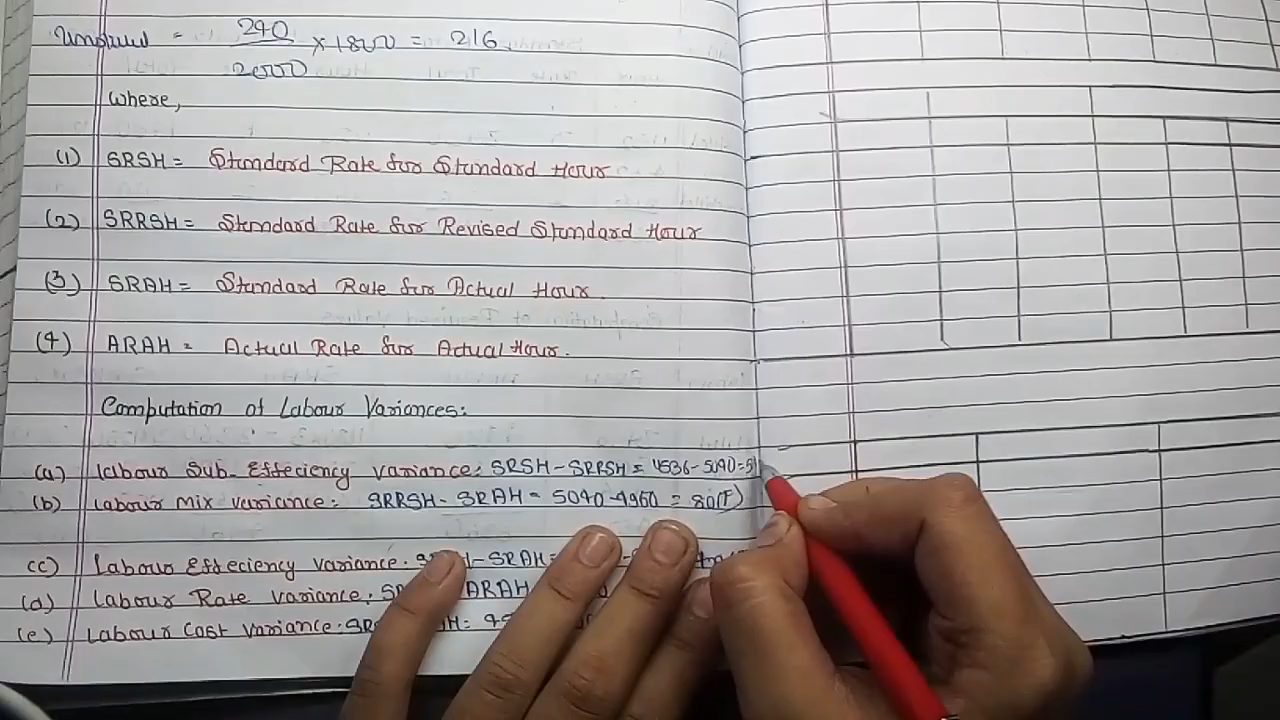 240
× 1800 = 216
2000
where,
(1) SRSH = Standard Rate for Standard Hour
(2) SRRSH = Standard Rate for Revised Standard Hour
(3) SRAH = Standard Rate for Actual Hour.
(4) ARAH = Actual Rate for Actual Hour.
Computation of Labour Variances:
(a) Labour Sub-Effeciency variance: SRSH - SRRSH = 4536 - 5040 =
(b) Labour mix variance: SRRSH - SRAH = 5040 - 4960 = 80(F)
(c) Labour Effeciency variance. - SRAH =
(d) Labour Rate variance: ARAH
(e) Labour Cost variance: